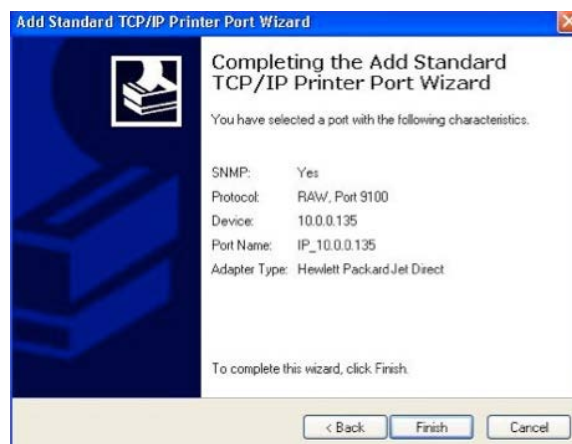 Add Standard TCP/IP Printer Port Wizard
Completing the Add Standard
TCP/IP Printer Port Wizard
You have selected a port with the following characteristics.
SNMP: Yes
Protocol: RAW, Port 9100
Device: 10.0.0.135
Port Name: IP_10.0.0.135
Adapter Type: Hewlett Packard Jet Direct
To complete this wizard, click Finish.
< Back Finish Cancel